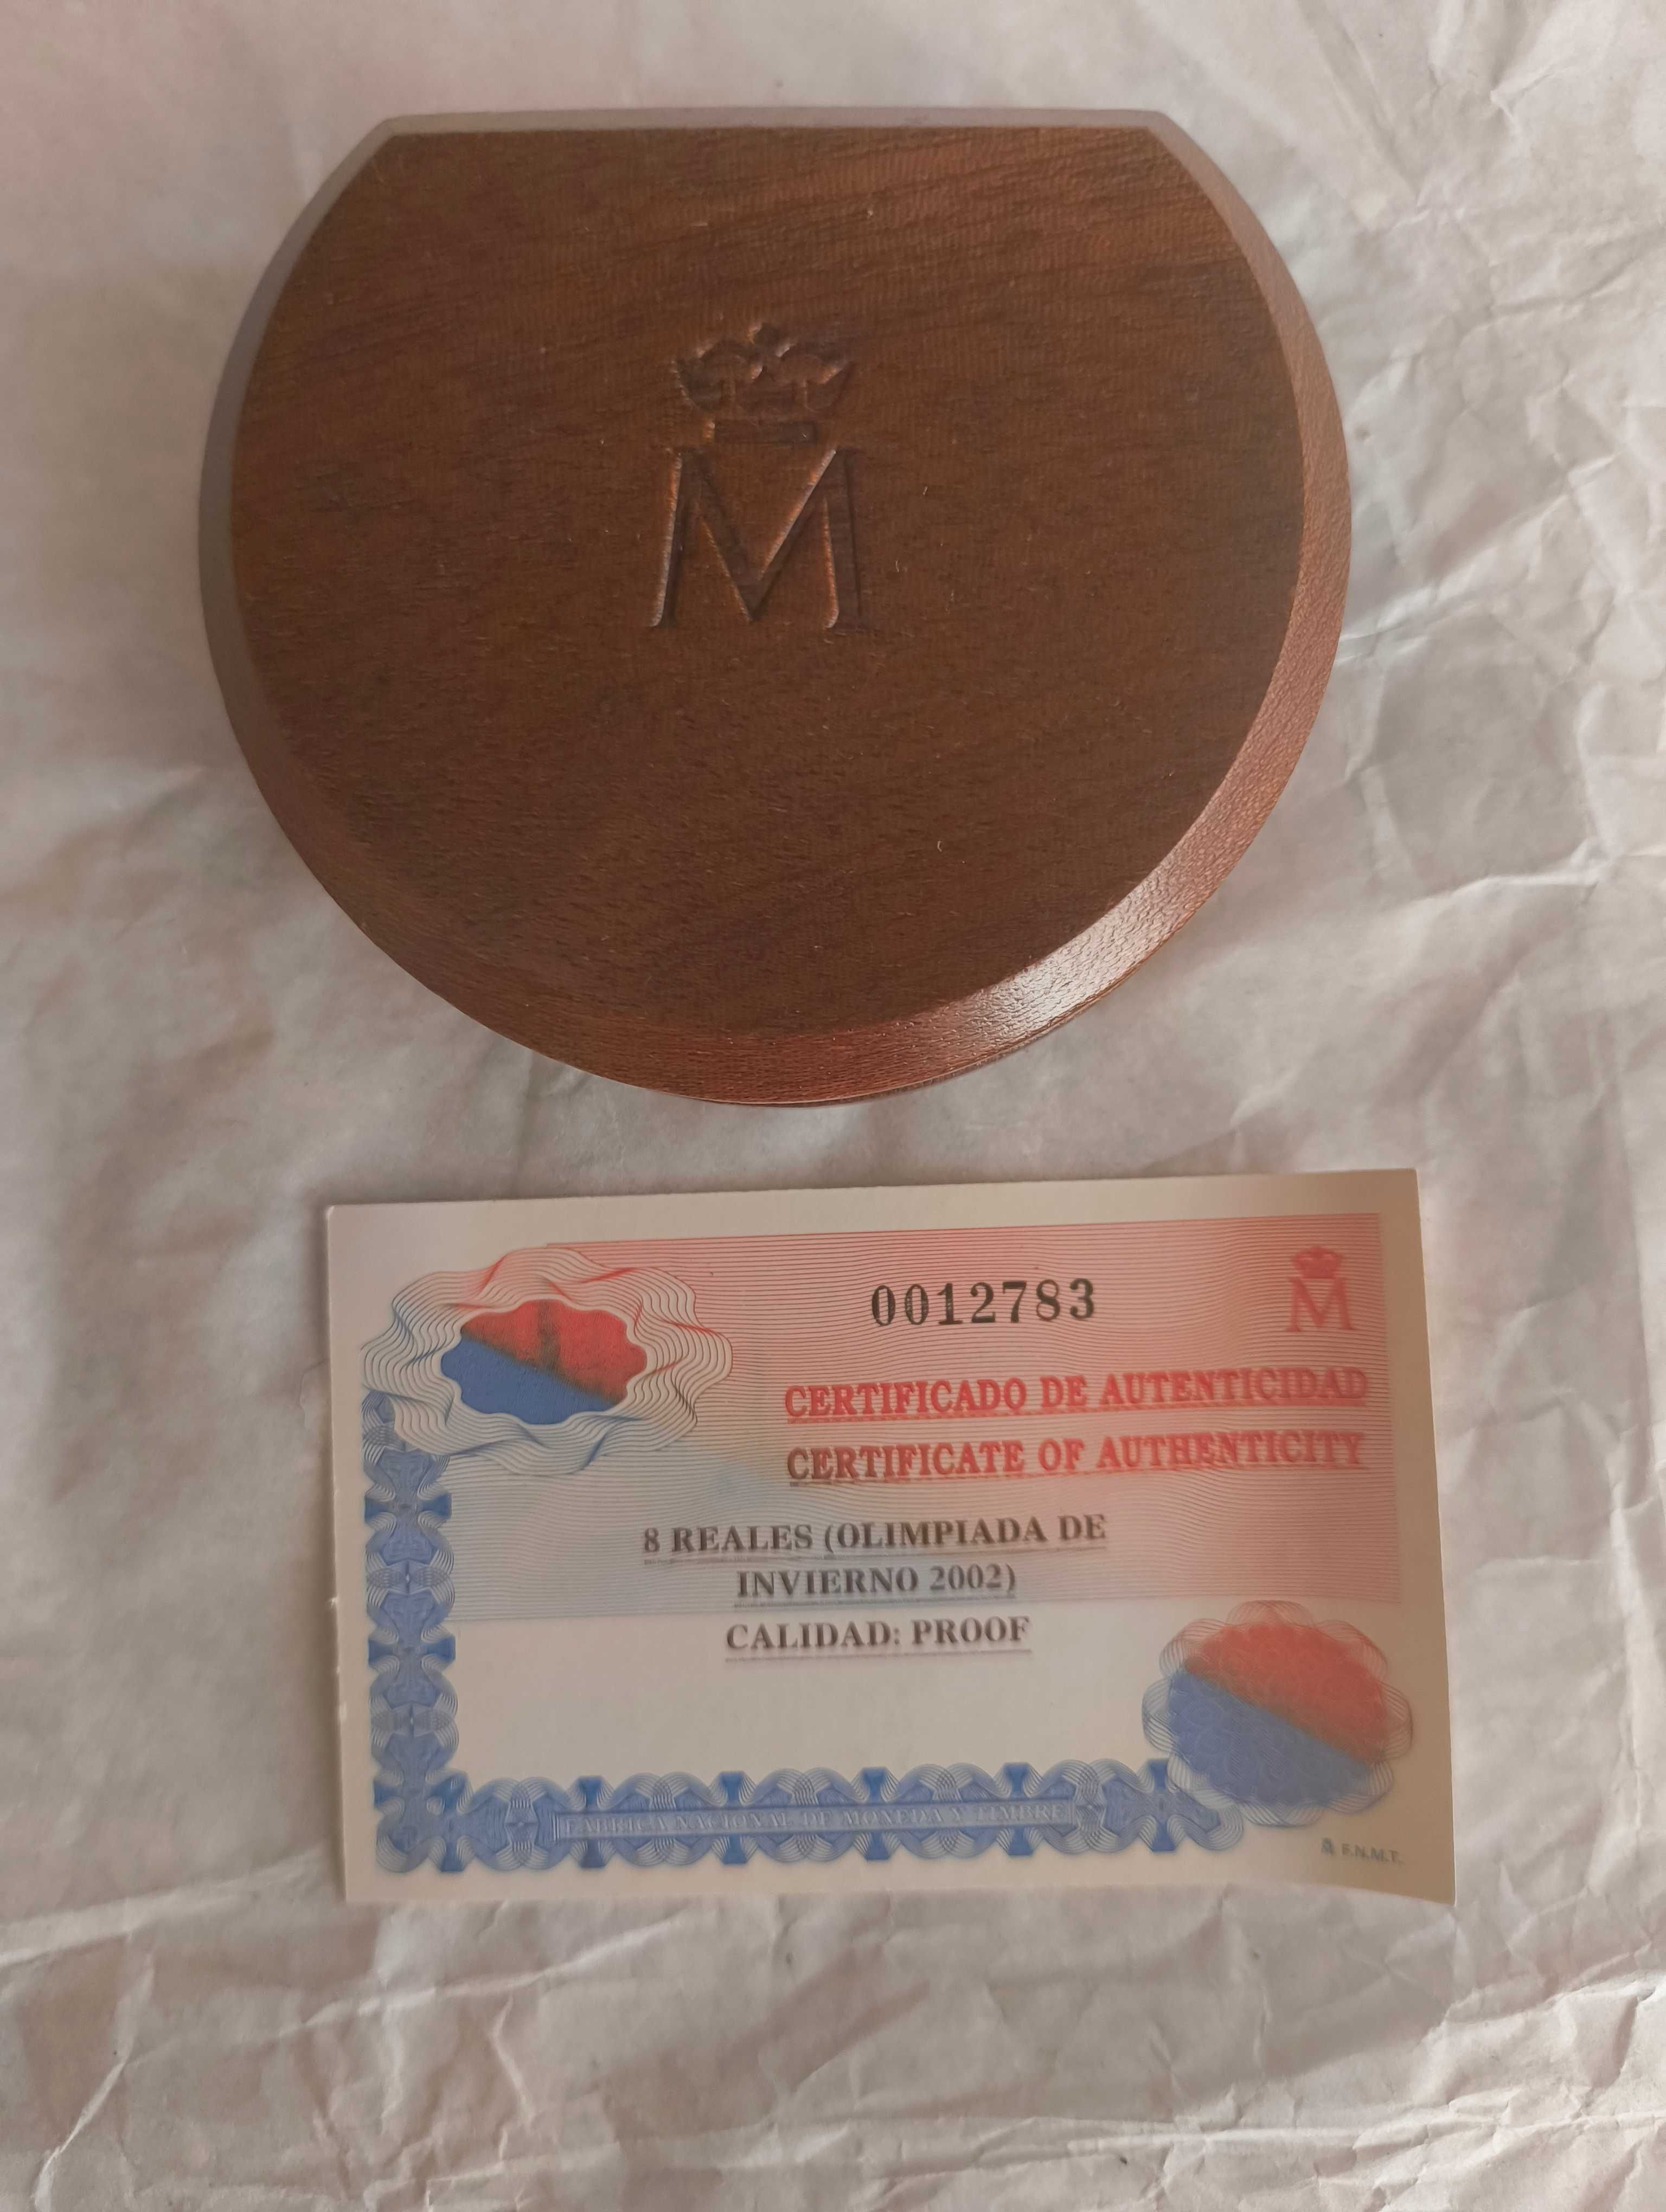 M
0012783
M
CERTIFICADO DE AUTENTICIDAD
CERTIFICATE OF AUTHENTICITY
8 REALES (OLIMPIADA DE
INVIERNO 2002)
CALIDAD: PROOF
FABRICA NACIONAL DE MONEDA Y TIMBRE
F.N.M.T.